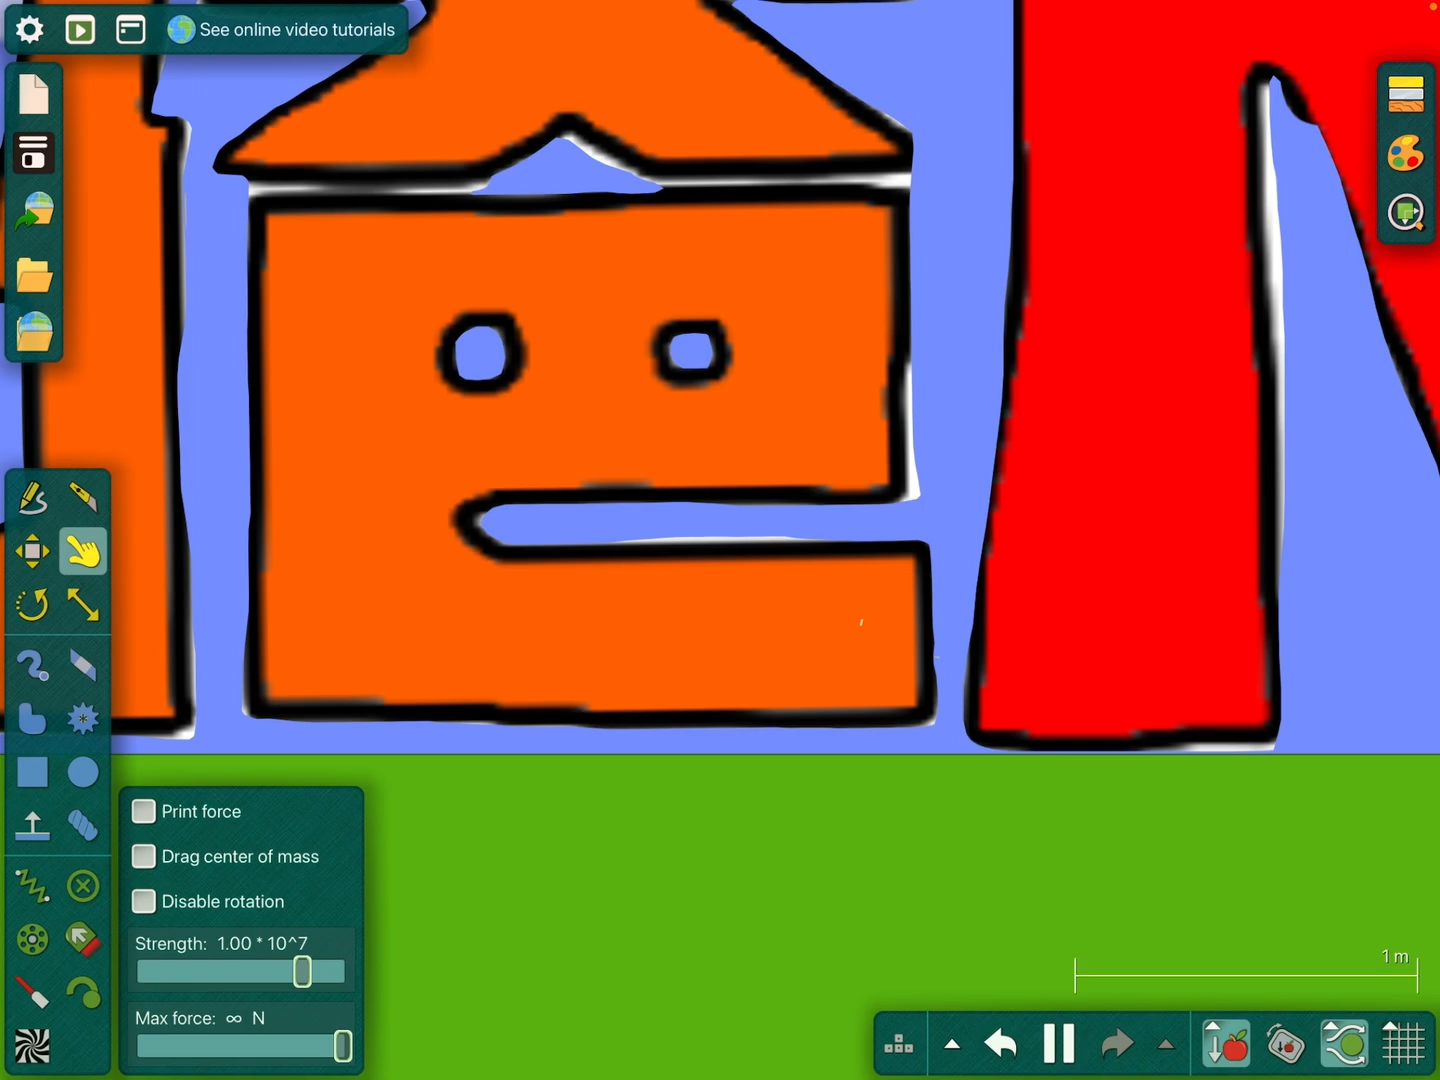 See online video tutorials
Print force
Drag center of mass
Disable rotation
Strength: 1.00 * 10^7
Max force: ∞ N
1 m